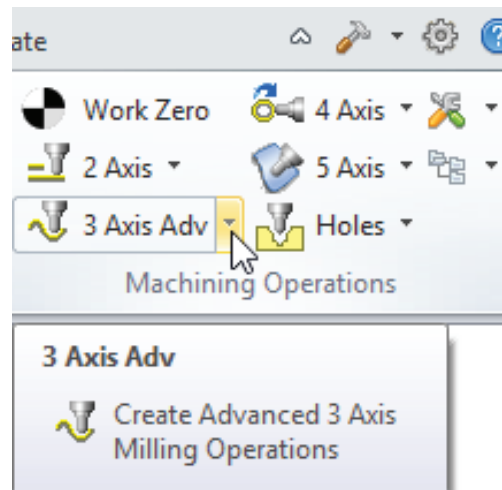 ate
Work Zero
4 Axis
2 Axis
5 Axis
3 Axis Adv
Holes
Machining Operations
3 Axis Adv
Create Advanced 3 Axis
Milling Operations